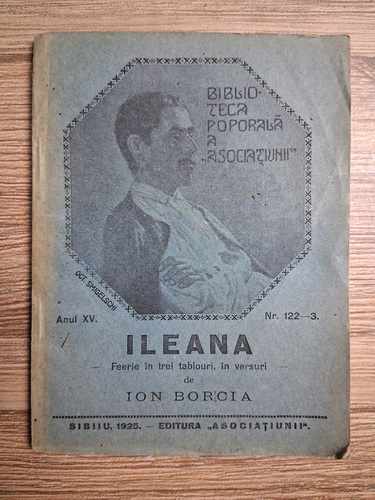 BIBLIO-
TECA
POPORALĂ
A
„ASOCIAȚIUNII"
OCT. SMIGELSCHI
Anul XV.
Nr. 122—3.
ILEANA
— Feerie în trei tablouri, în versuri —
de
ION BORCIA
SIBIIU, 1925. — EDITURA „ASOCIAȚIUNII".